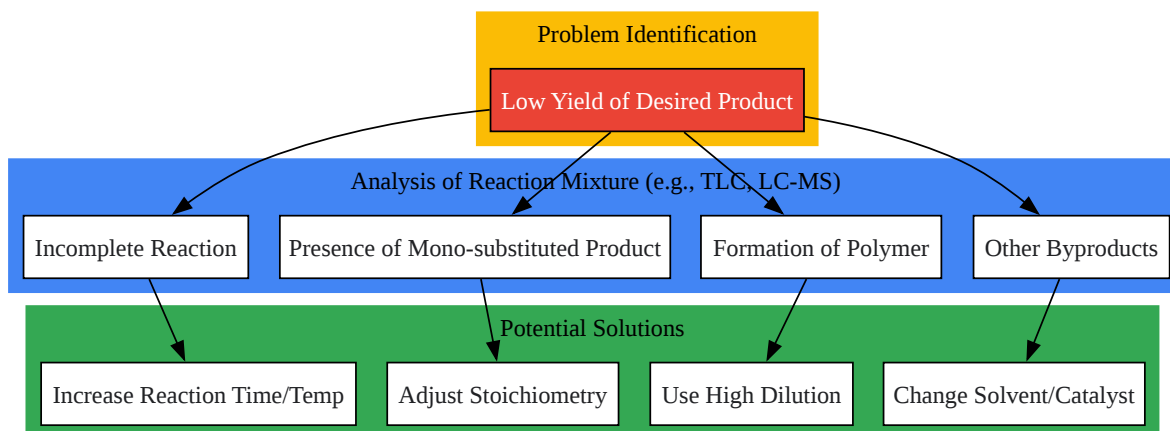 Problem Identification
Low Yield of Desired Product
Analysis of Reaction Mixture (e.g., TLC, LC-MS)
Incomplete Reaction
Presence of Mono-substituted Product
Formation of Polymer
Other Byproducts
Potential Solutions
Increase Reaction Time/Temp
Adjust Stoichiometry
Use High Dilution
Change Solvent/Catalyst